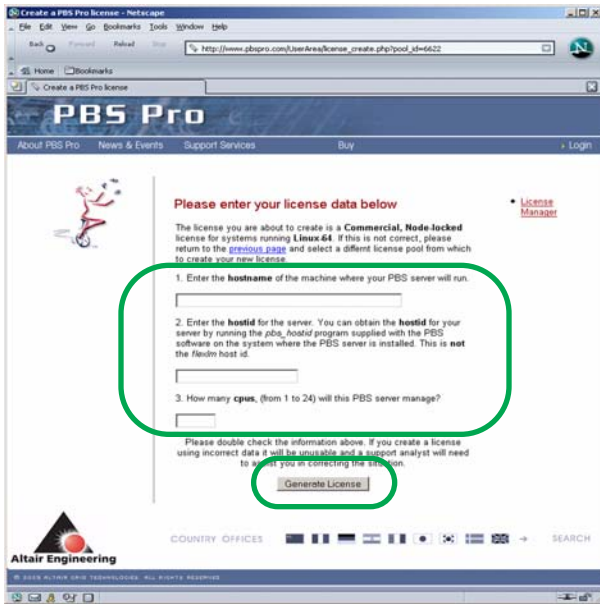 Create a PBS Pro license - Netscape
File Edit View Go Bookmarks Tools Window Help
Back Forward Reload Stop http://www.pbspro.com/UserArea/license_create.php?pool_id=6622
Home Bookmarks
Create a PBS Pro license
PBS Pro
About PBS Pro News & Events Support Services Buy Login
Please enter your license data below
License Manager
The license you are about to create is a Commercial, Node-locked
license for systems running Linux-64. If this is not correct, please
return to the previous page and select a differnt license pool from which
to create your new license.
1. Enter the hostname of the machine where your PBS server will run.
2. Enter the hostid for the server. You can obtain the hostid for your
server by running the pbs_hostid program supplied with the PBS
software on the system where the PBS server is installed. This is not
the flexlm host id.
3. How many cpus, (from 1 to 24) will this PBS server manage?
Please double check the information above. If you create a license
using incorrect data it will be unusable and a support analyst will need
to assist you in correcting the situation.
Generate License
Altair Engineering
COUNTRY OFFICES SEARCH
ALTAIR GRID TECHNOLOGIES. ALL RIGHTS RESERVED